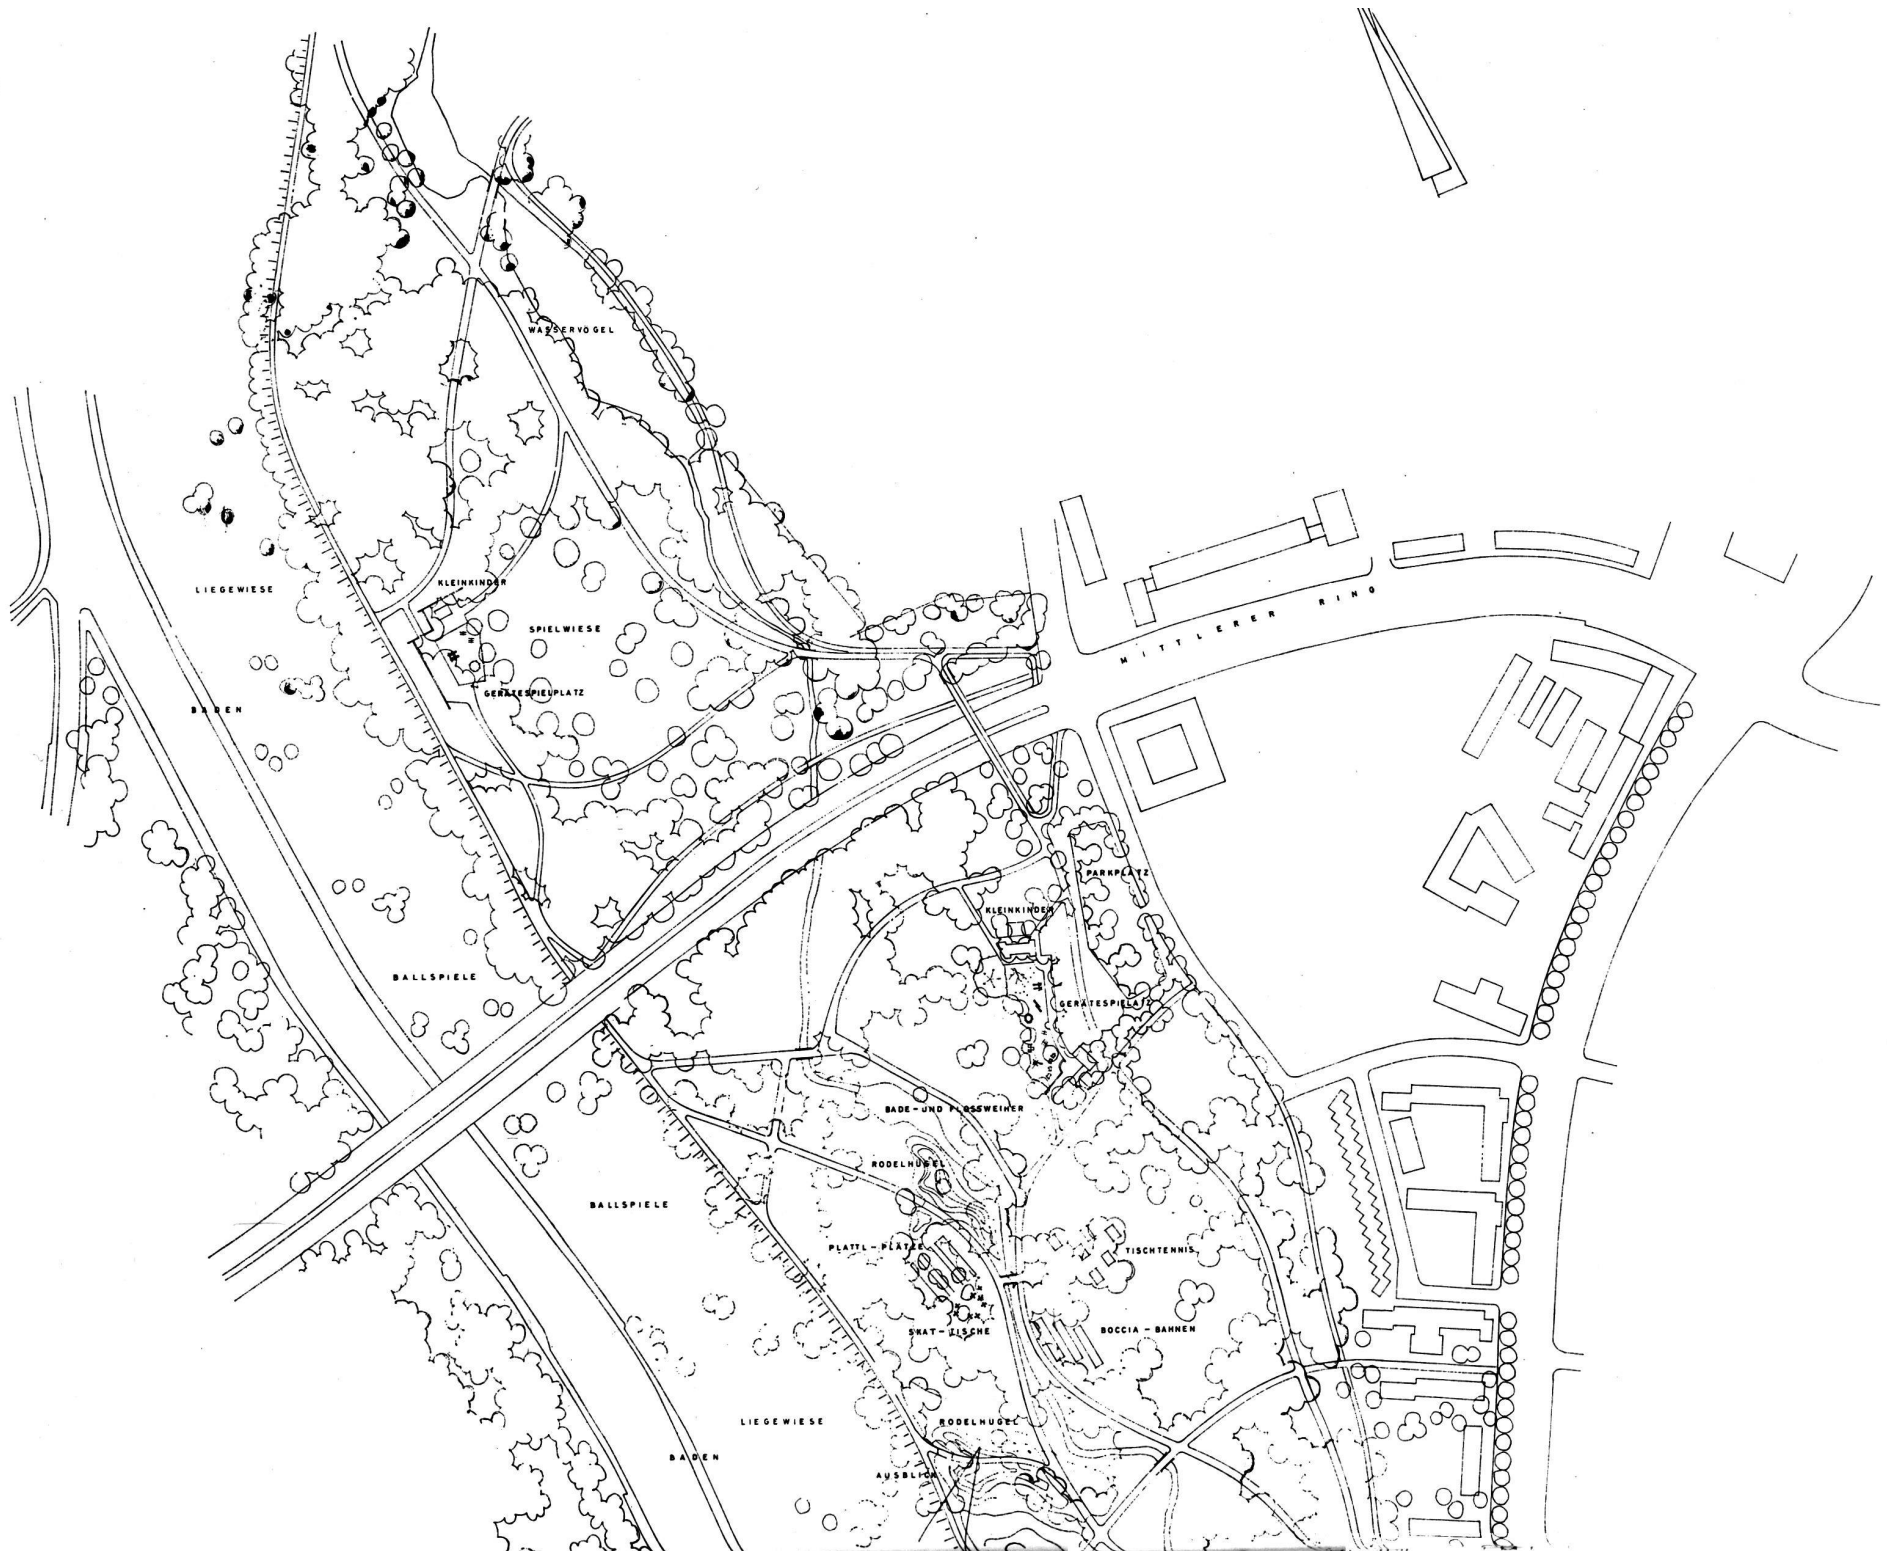 WASSERVÖGEL
KLEINKINDER
LIEGEWIESE
SPIELWIESE
MITTLERER RING
GERÄTESPIELPLATZ
BADEN
PARKPLATZ
KLEINKINDER
BALLSPIELE
GERÄTESPIELATZ
BADE-UND FLOSSWEIHER
RODELHÜGEL
BALLSPIELE
PLATTL-PLÄTZE
TISCHTENNIS
SKAT-TISCHE
BOCCIA-BAHNEN
LIEGEWIESE
RODELHÜGEL
BADEN
AUSBLICK